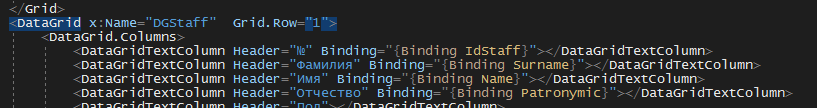 </Grid>
<DataGrid x:Name="DGStaff"  Grid.Row="1">
<DataGrid.Columns>
<DataGridTextColumn Header="№" Binding="{Binding IdStaff}"></DataGridTextColumn>
<DataGridTextColumn Header="Фамилия" Binding="{Binding Surname}"></DataGridTextColumn>
<DataGridTextColumn Header="Имя" Binding="{Binding Name}"></DataGridTextColumn>
<DataGridTextColumn Header="Отчество" Binding="{Binding Patronymic}"></DataGridTextColumn>
<DataGridTextColumn Header="Пол"></DataGridTextColumn>